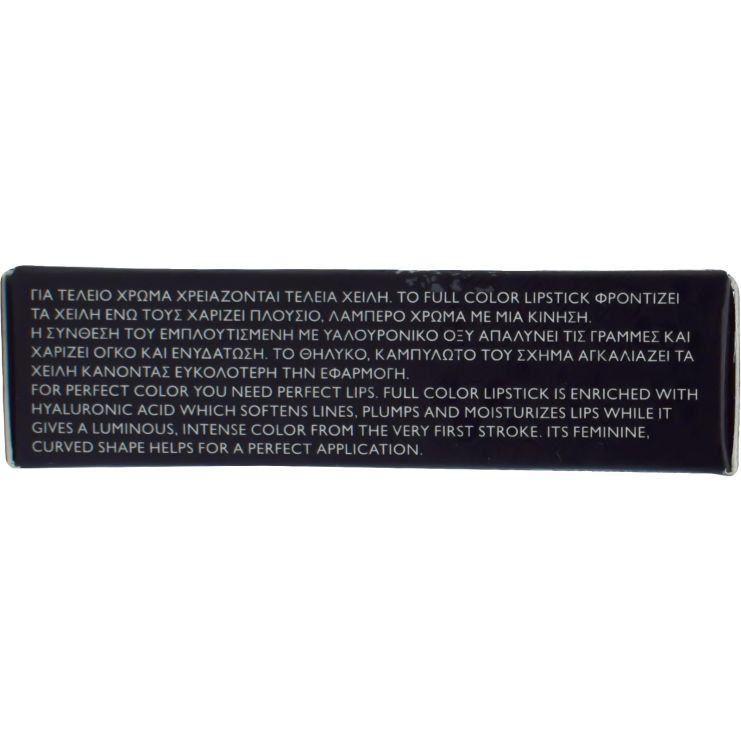 ΓΙΑ ΤΕΛΕΙΟ ΧΡΩΜΑ ΧΡΕΙΑΖΟΝΤΑΙ ΤΕΛΕΙΑ ΧΕΙΛΗ. ΤΟ FULL COLOR LIPSTICK ΦΡΟΝΤΙΖΕΙ
ΤΑ ΧΕΙΛΗ ΕΝΩ ΤΟΥΣ ΧΑΡΙΖΕΙ ΠΛΟΥΣΙΟ, ΛΑΜΠΕΡΟ ΧΡΩΜΑ ΜΕ ΜΙΑ ΚΙΝΗΣΗ.
Η ΣΥΝΘΕΣΗ ΤΟΥ ΕΜΠΛΟΥΤΙΣΜΕΝΗ ΜΕ ΥΑΛΟΥΡΟΝΙΚΟ ΟΞΥ ΑΠΑΛΥΝΕΙ ΤΙΣ ΓΡΑΜΜΕΣ ΚΑΙ
ΧΑΡΙΖΕΙ ΟΓΚΟ ΚΑΙ ΕΝΥΔΑΤΩΣΗ. ΤΟ ΘΗΛΥΚΟ, ΚΑΜΠΥΛΩΤΟ ΤΟΥ ΣΧΗΜΑ ΑΓΚΑΛΙΑΖΕΙ ΤΑ
ΧΕΙΛΗ ΚΑΝΟΝΤΑΣ ΕΥΚΟΛΟΤΕΡΗ ΤΗΝ ΕΦΑΡΜΟΓΗ.
FOR PERFECT COLOR YOU NEED PERFECT LIPS. FULL COLOR LIPSTICK IS ENRICHED WITH
HYALURONIC ACID WHICH SOFTENS LINES, PLUMPS AND MOISTURIZES LIPS WHILE IT
GIVES A LUMINOUS, INTENSE COLOR FROM THE VERY FIRST STROKE. ITS FEMININE,
CURVED SHAPE HELPS FOR A PERFECT APPLICATION.